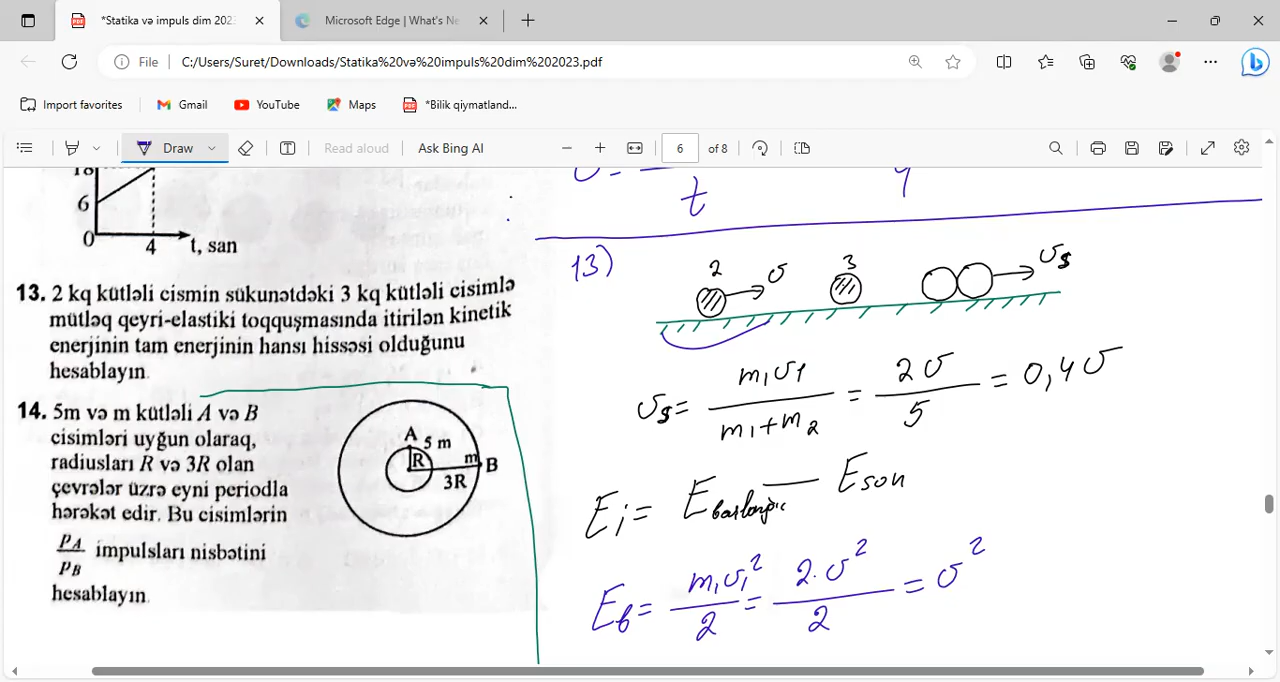 *Statika və impuls dim 202
Microsoft Edge | What's Ne
File
C:/Users/Suret/Downloads/Statika%20və%20impuls%20dim%202023.pdf
Import favorites
Gmail
YouTube
Maps
*Bilik qiymatland...
Draw
Read aloud
Ask Bing AI
6
of 8
18
6
0
4
t, san
t
13. 2 kq kütləli cismin sükunətdəki 3 kq kütləli cisimlə
mütləq qeyri-elastiki toqquşmasında itirilən kinetik
enerjinin tam enerjinin hansı hissəsi olduğunu
hesablayın.
14. 5m və m kütləli A və B
cisimləri uyğun olaraq,
radiusları R və 3R olan
çevrələr üzrə eyni periodla
hərəkət edir. Bu cisimlərin
pA/pB impulsları nisbətini
hesablayın.
A 5 m
R m B
3R
13)
2 υ 3 υs
υs = m1υ1/(m1+m2) = 2υ/5 = 0,4υ
Ei = Ebaşlanğıc — Eson
Eb = m1υ1²/2 = 2·υ²/2 = υ²